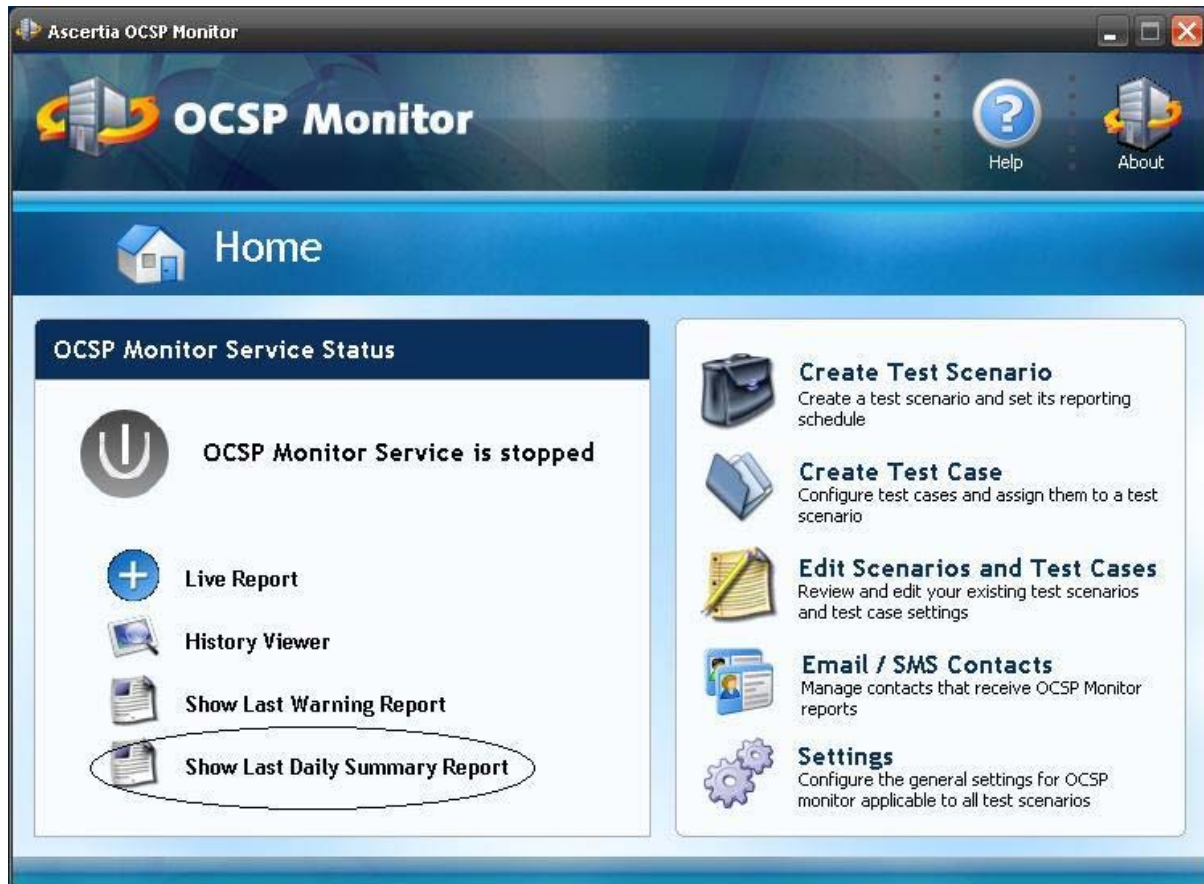 Ascertia OCSP Monitor
OCSP Monitor
Help
About
Home
OCSP Monitor Service Status
OCSP Monitor Service is stopped
Live Report
History Viewer
Show Last Warning Report
Show Last Daily Summary Report
Create Test Scenario
Create a test scenario and set its reporting
schedule
Create Test Case
Configure test cases and assign them to a test
scenario
Edit Scenarios and Test Cases
Review and edit your existing test scenarios
and test case settings
Email / SMS Contacts
Manage contacts that receive OCSP Monitor
reports
Settings
Configure the general settings for OCSP
monitor applicable to all test scenarios